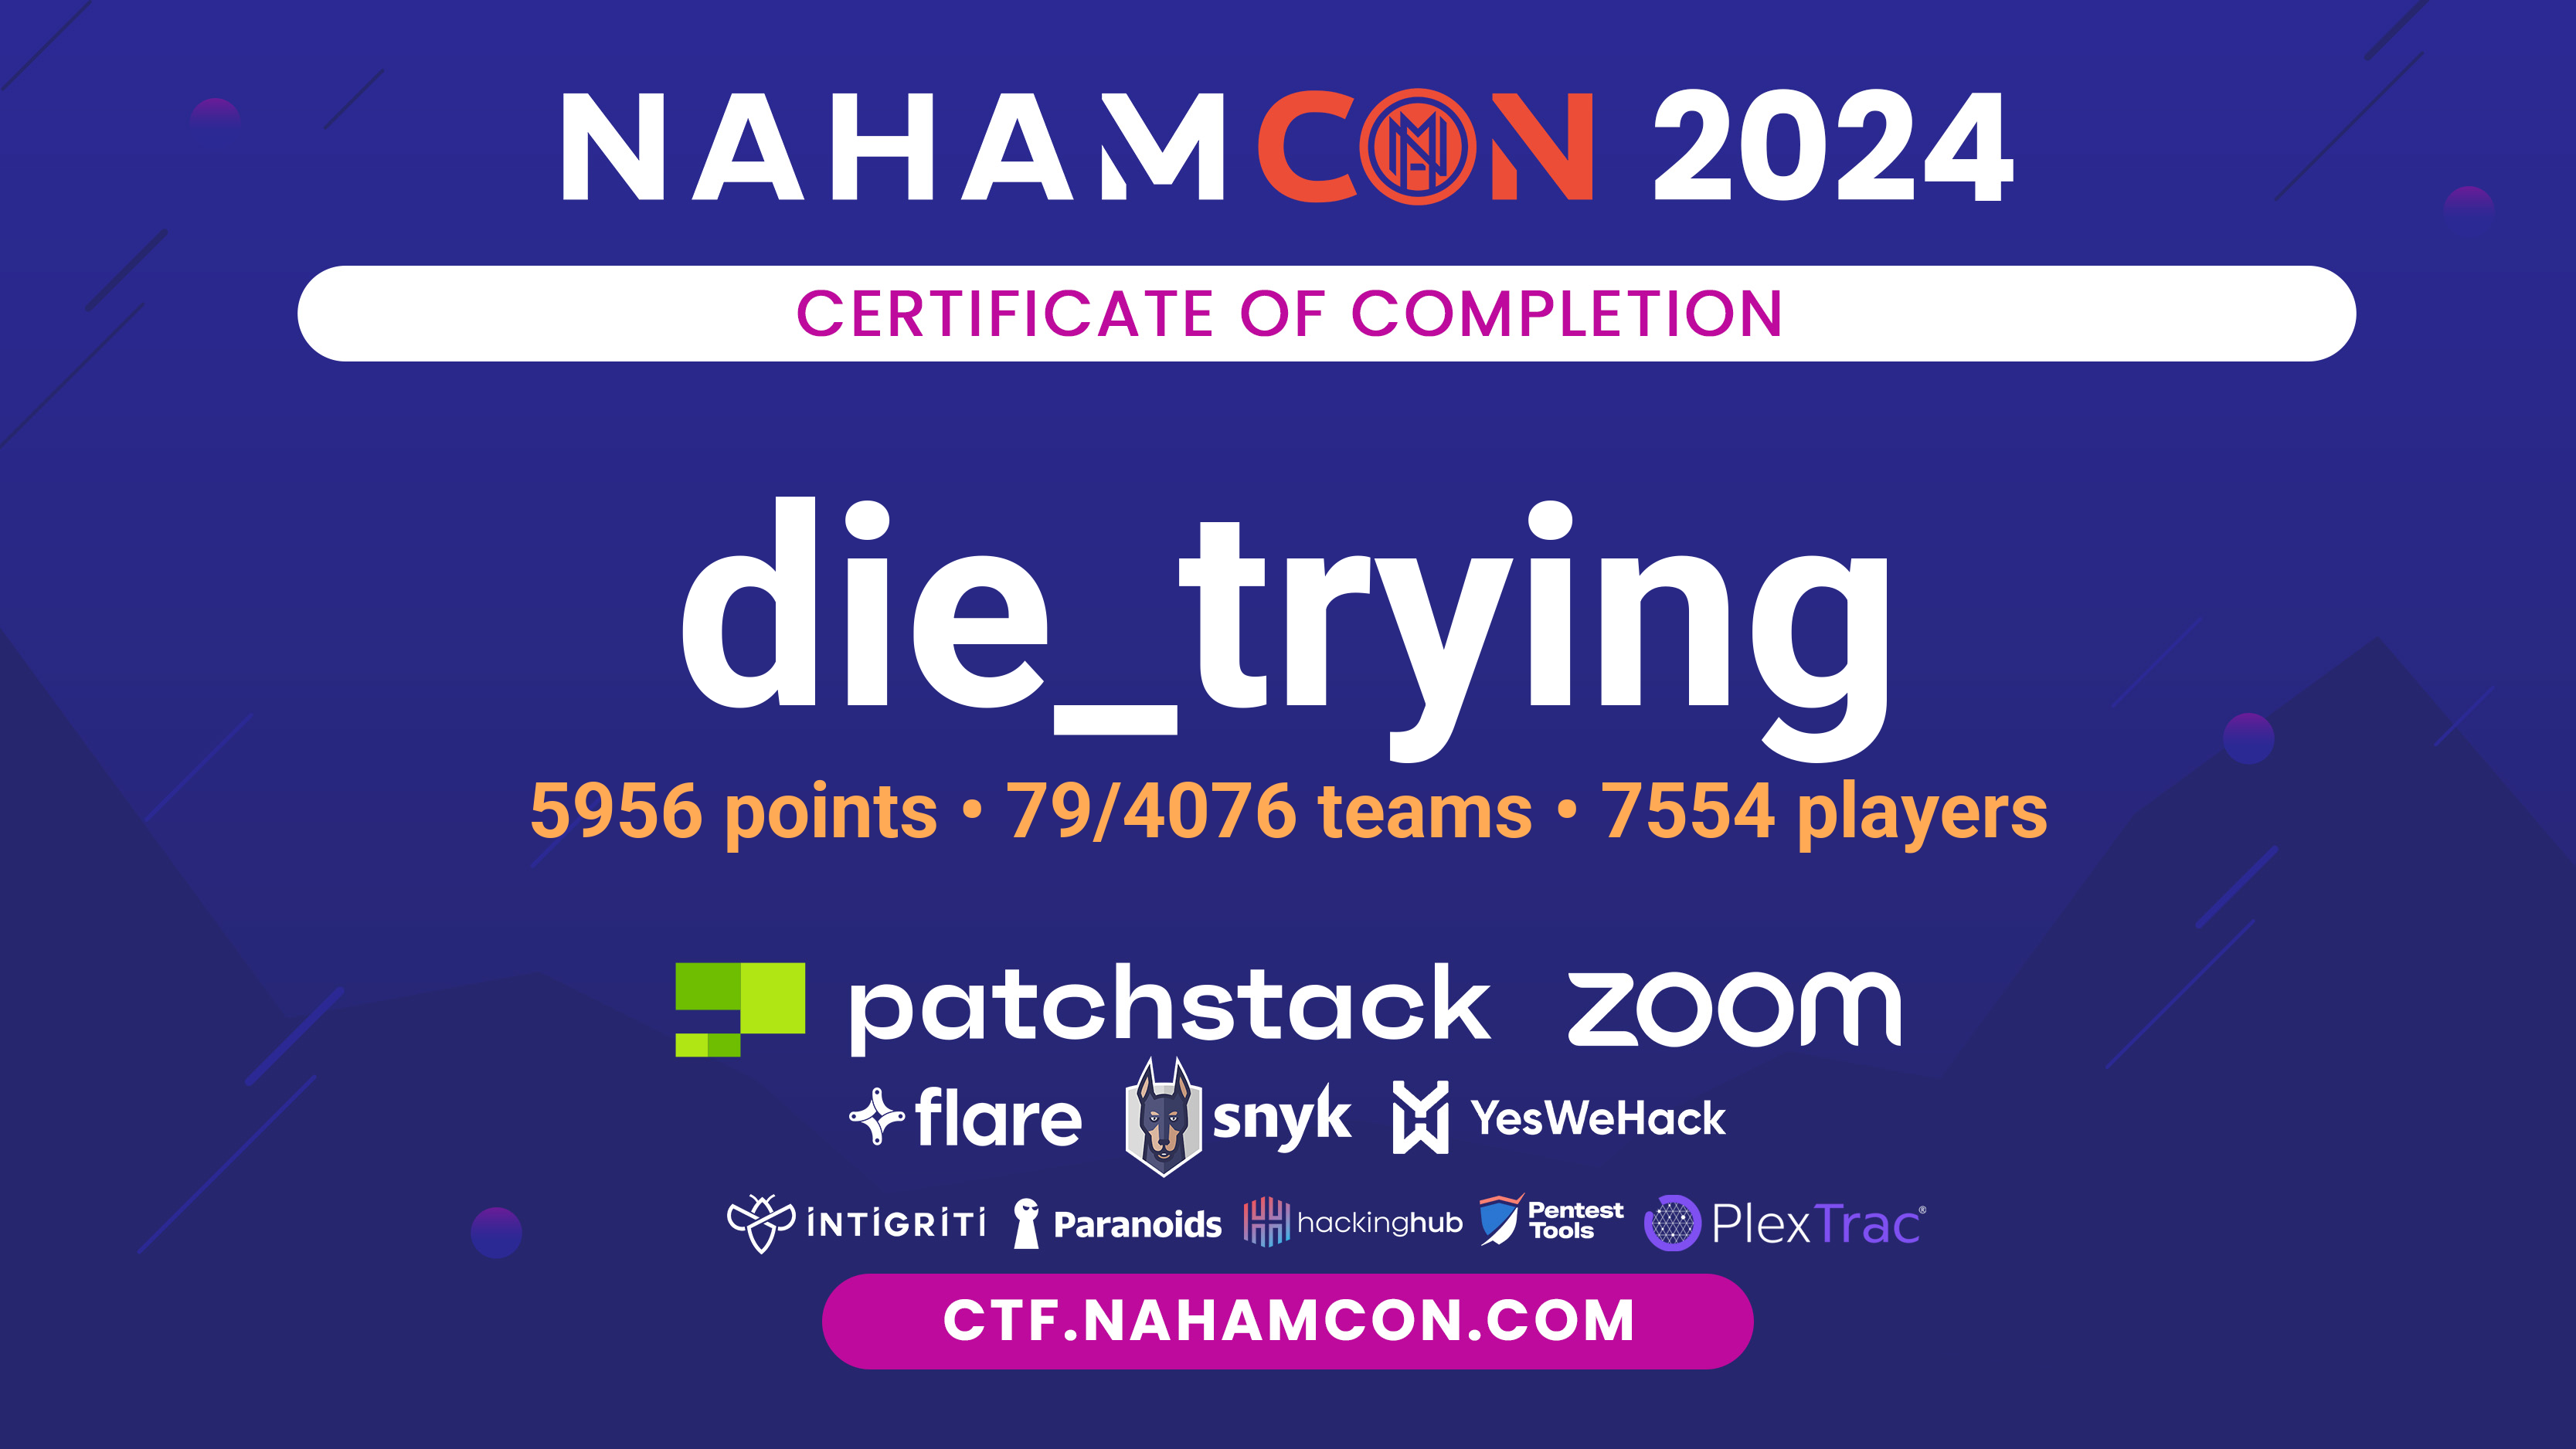 NAHAMCON 2024
CERTIFICATE OF COMPLETION
die_trying
5956 points • 79/4076 teams • 7554 players
patchstack zoom
flare snyk YesWeHack
INTIGRITI Paranoids hackinghub Pentest Tools PlexTrac®
CTF.NAHAMCON.COM